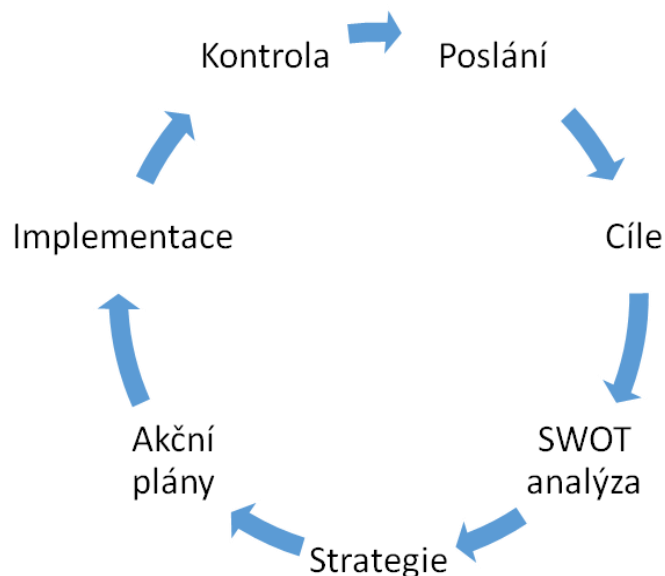 Kontrola
Poslání
Implementace
Cíle
Akční
plány
SWOT
analýza
Strategie